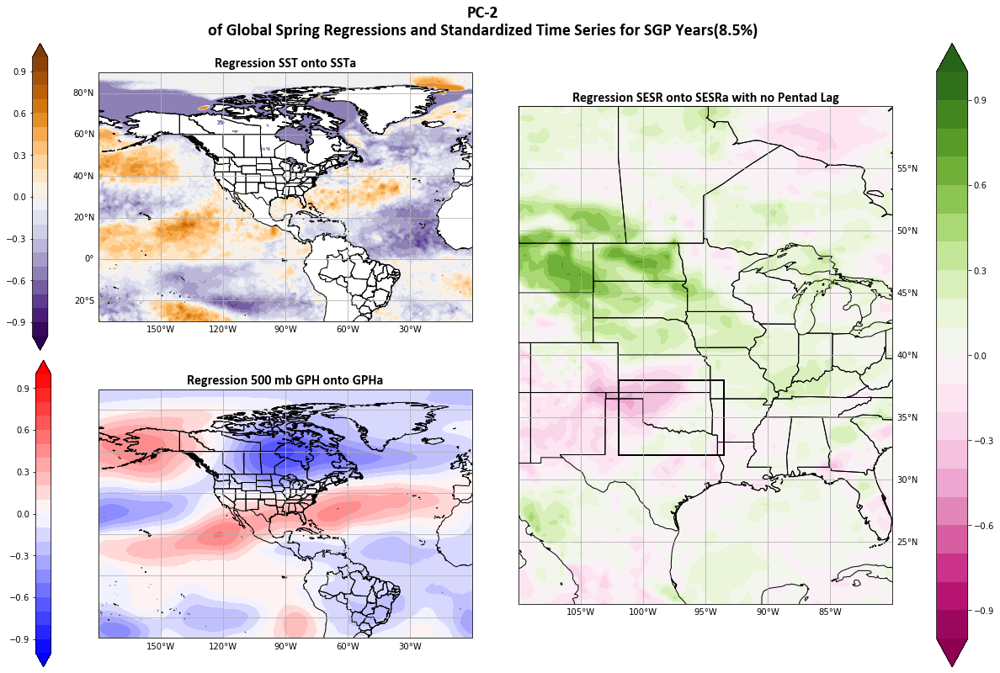 PC-2
of Global Spring Regressions and Standardized Time Series for SGP Years(8.5%)
Regression SST onto SSTa
0.9
0.6
0.3
0.0
−0.3
−0.6
−0.9
80°N
60°N
40°N
20°N
0°
20°S
150°W 120°W 90°W 60°W 30°W
Regression 500 mb GPH onto GPHa
0.9
0.6
0.3
0.0
−0.3
−0.6
−0.9
150°W 120°W 90°W 60°W 30°W
Regression SESR onto SESRa with no Pentad Lag
55°N
50°N
45°N
40°N
35°N
30°N
25°N
105°W 100°W 95°W 90°W 85°W
0.9
0.6
0.3
0.0
−0.3
−0.6
−0.9